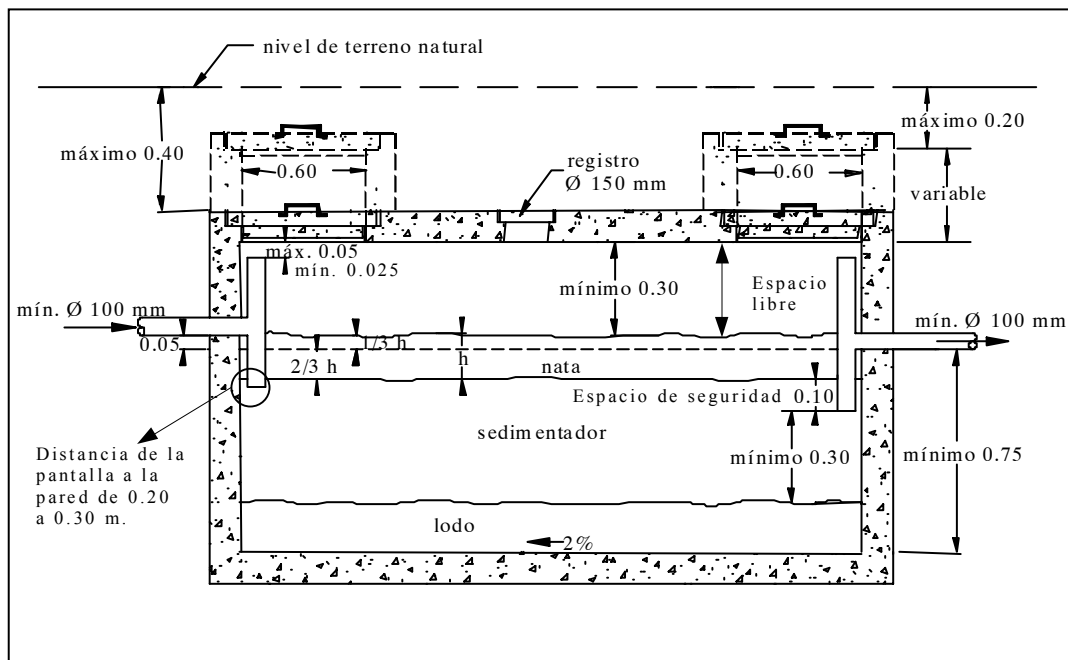 nivel de terreno natural
máximo 0.40
máximo 0.20
registro
Ø 150 mm
0.60
0.60
variable
máx. 0.05
mín. 0.025
mínimo 0.30
Espacio
libre
mín. Ø 100 mm
mín. Ø 100 mm
0.05
1/3 h
h
2/3 h
nata
Espacio de seguridad 0.10
sedimentador
mínimo 0.30
mínimo 0.75
Distancia de la
pantalla a la
pared de 0.20
a 0.30 m.
lodo
2%